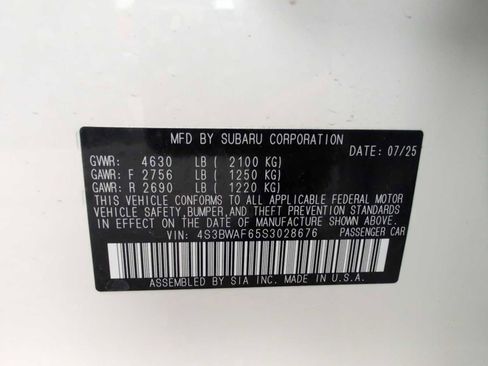 MFD BY SUBARU CORPORATION
DATE: 07/25
GVWR: 4630 LB ( 2100 KG)
GAWR: F 2756 LB ( 1250 KG)
GAWR: R 2690 LB ( 1220 KG)
THIS VEHICLE CONFORMS TO ALL APPLICABLE FEDERAL MOTOR
VEHICLE SAFETY, BUMPER, AND THEFT PREVENTION STANDARDS
IN EFFECT ON THE DATE OF MANUFACTURE SHOWN ABOVE.
VIN: 4S3BWAF65S3028676 PASSENGER CAR
ASSEMBLED BY SIA INC. MADE IN U.S.A.